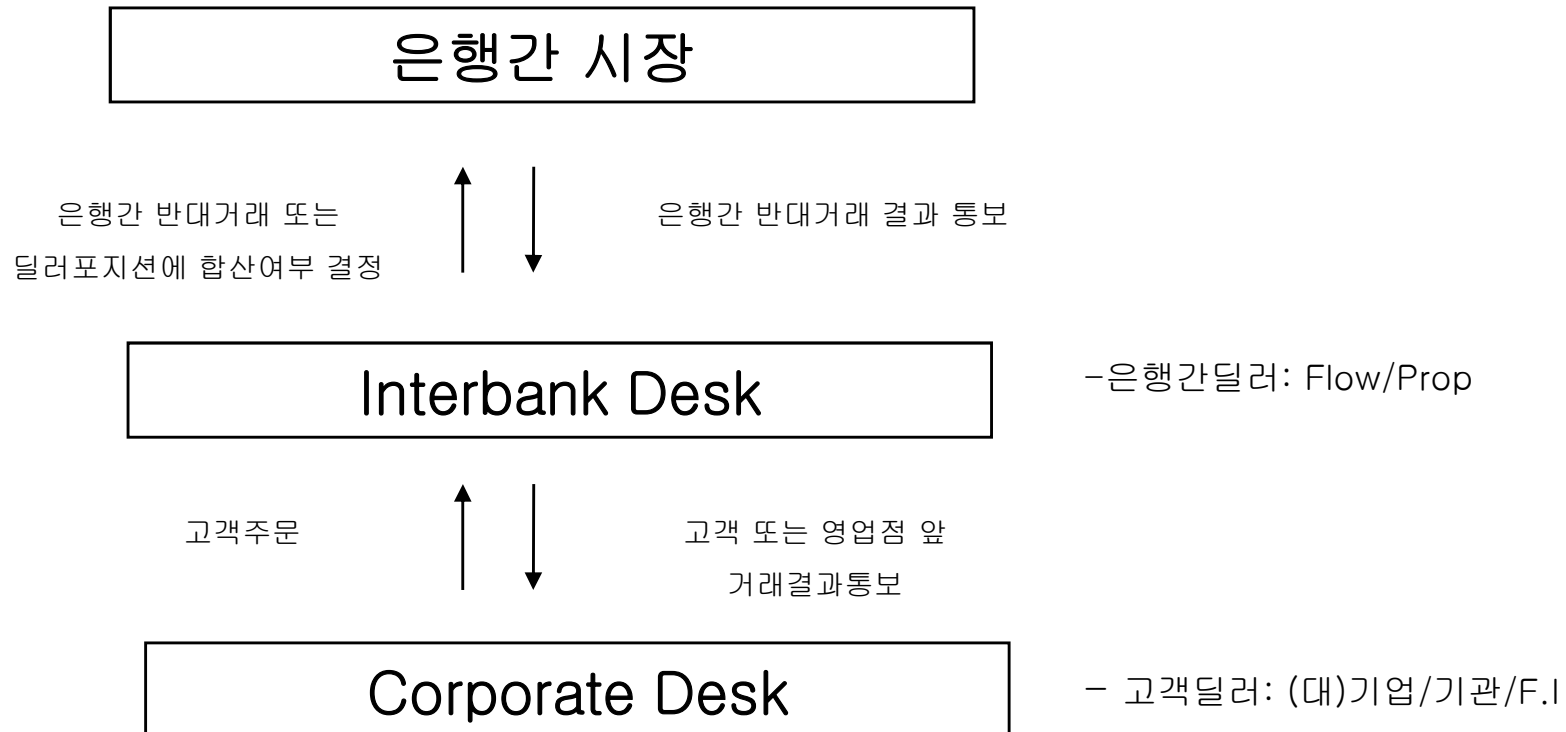 은행간 시장
은행간 반대거래 또는
딜러포지션에 합산여부 결정
은행간 반대거래 결과 통보
Interbank Desk
-은행간딜러: Flow/Prop
고객주문
고객 또는 영업점 앞
거래결과통보
Corporate Desk
- 고객딜러: (대)기업/기관/F.I